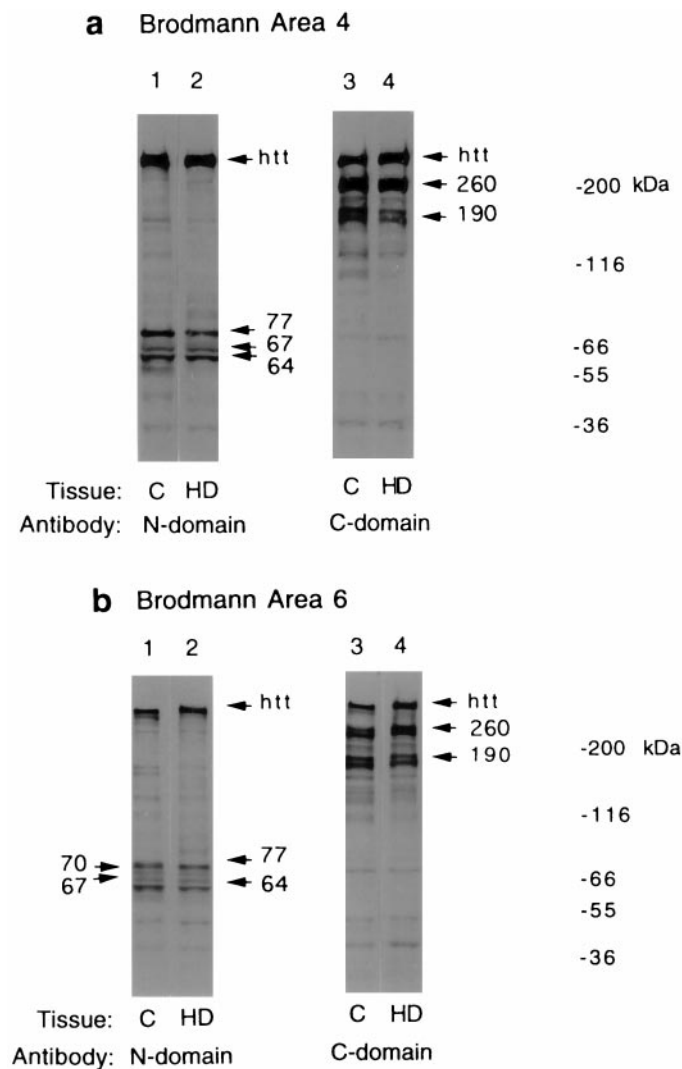 a Brodmann Area 4
1 2 3 4
htt htt
260
-200 kDa
190
-116
77
67
-66
64
-55
-36
Tissue: C HD C HD
Antibody: N-domain C-domain
b Brodmann Area 6
1 2 3 4
htt htt
260
-200 kDa
190
-116
70 77
67 64
-66
-55
-36
Tissue: C HD C HD
Antibody: N-domain C-domain